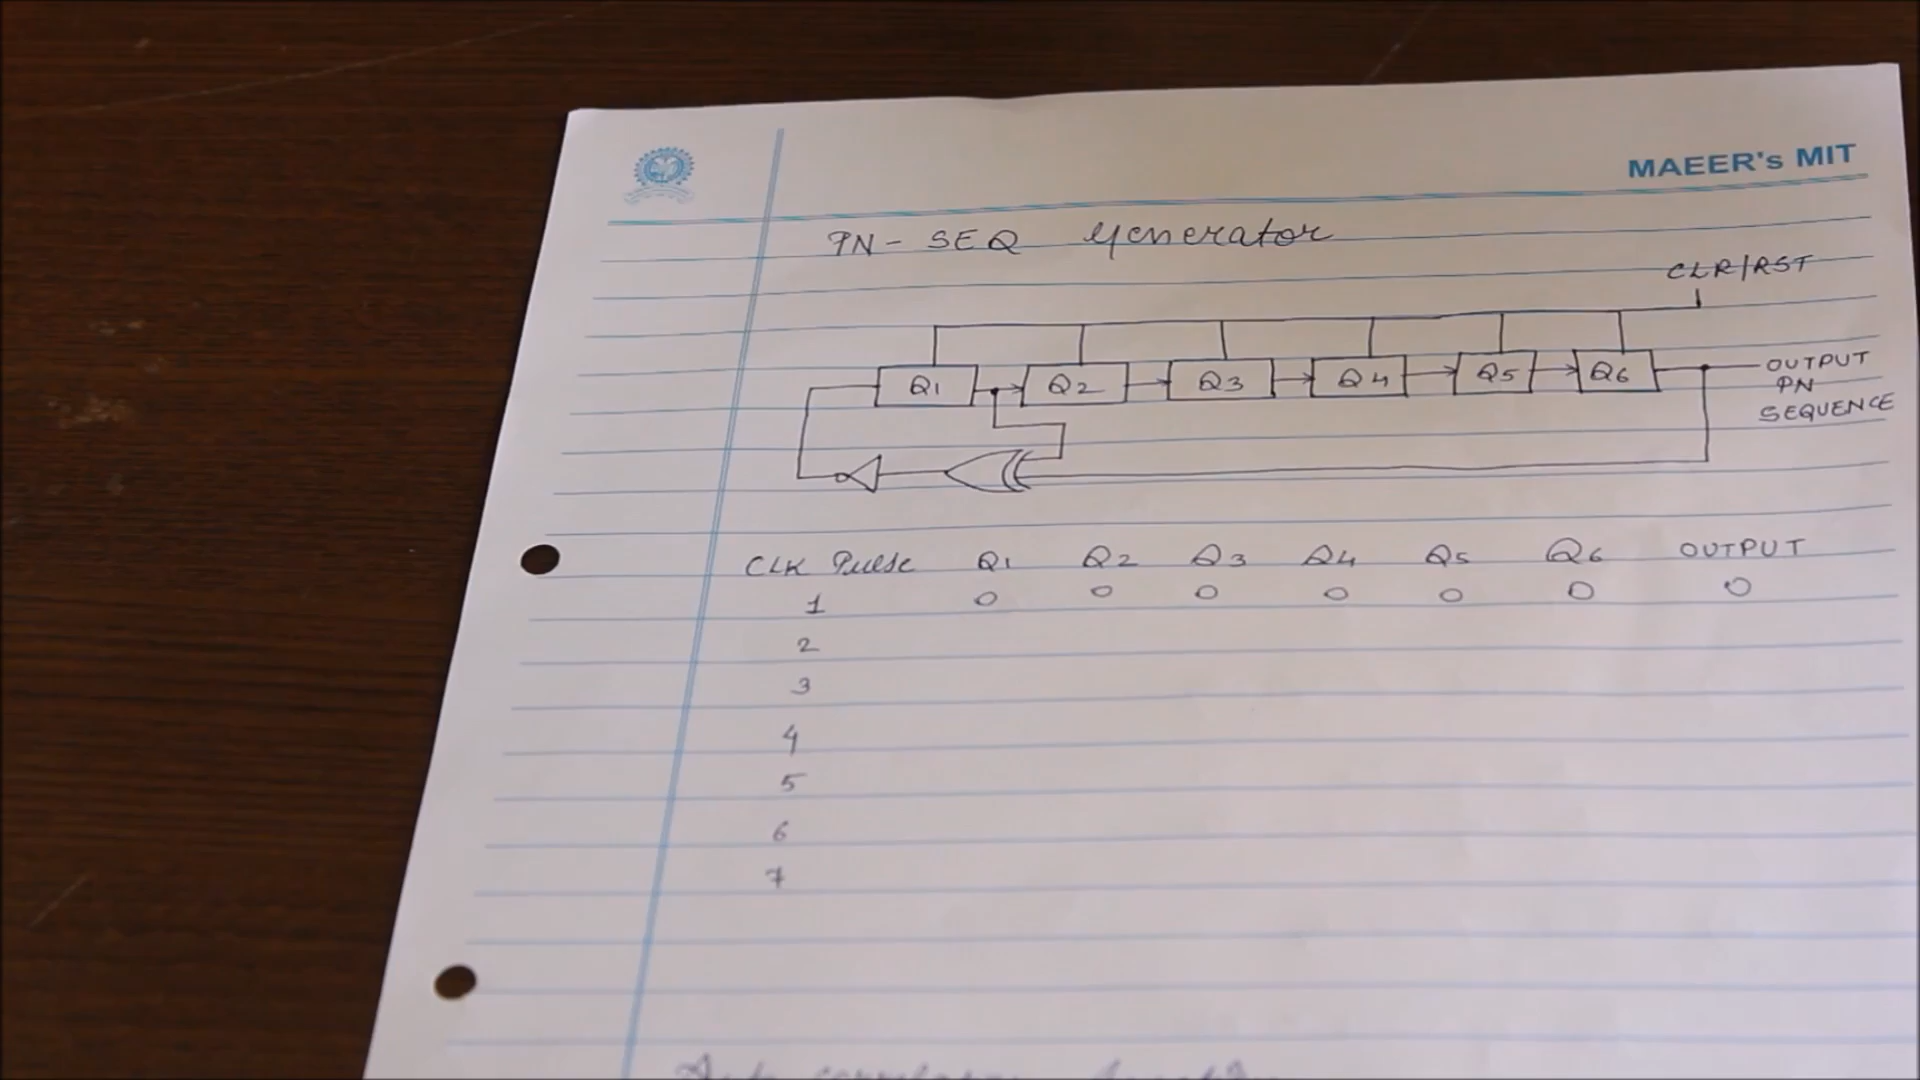 MAEER's MIT
PN - SEQ Generator
CLR/RST
Q1 Q2 Q3 Q4 Q5 Q6
OUTPUT
PN
SEQUENCE
CLK Pulse Q1 Q2 Q3 Q4 Q5 Q6 OUTPUT
1 0 0 0 0 0 0 0
2
3
4
5
6
7